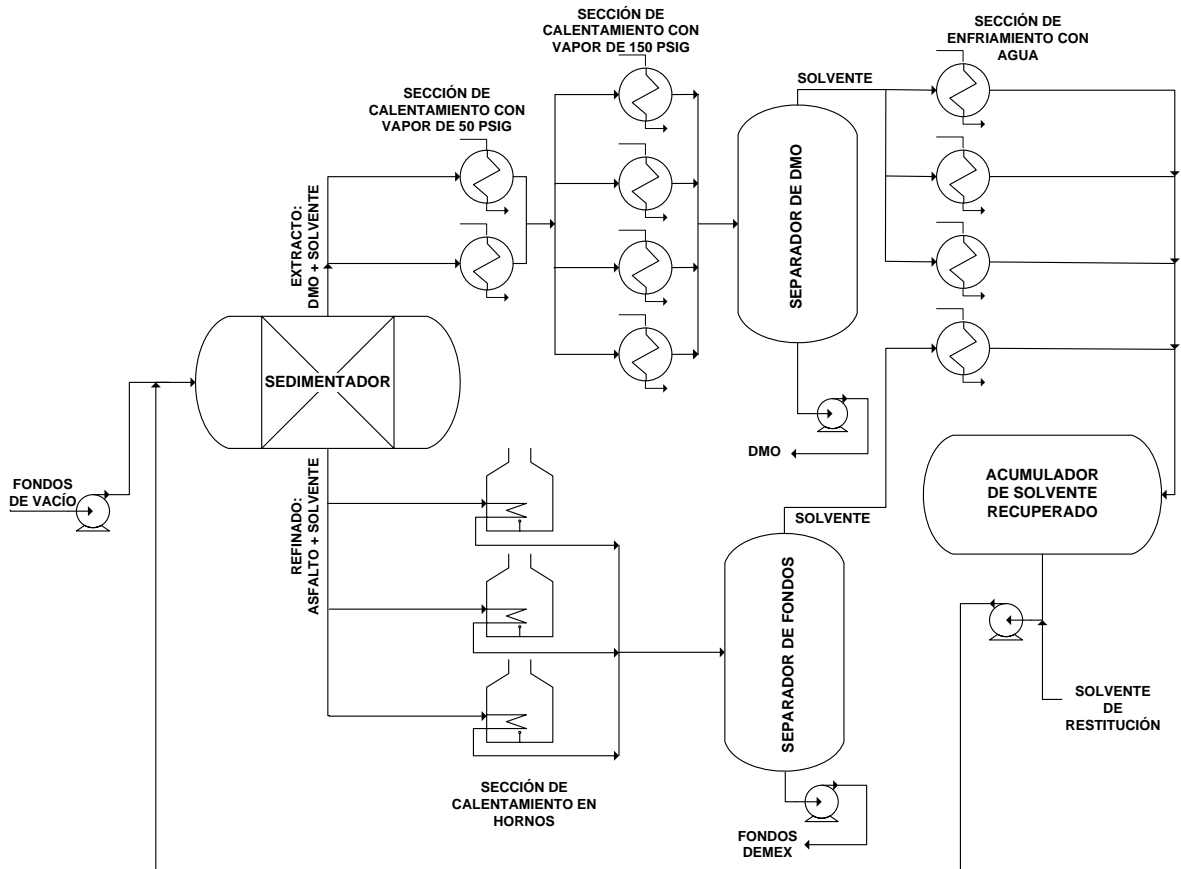 SECCIÓN DE
CALENTAMIENTO CON
VAPOR DE 150 PSIG
SECCIÓN DE
ENFRIAMIENTO CON
AGUA
SECCIÓN DE
CALENTAMIENTO CON
VAPOR DE 50 PSIG
SOLVENTE
EXTRACTO:
DMO + SOLVENTE
SEPARADOR DE DMO
SEDIMENTADOR
DMO
FONDOS
DE VACÍO
ACUMULADOR
DE SOLVENTE
RECUPERADO
REFINADO:
ASFALTO + SOLVENTE
SOLVENTE
SEPARADOR DE FONDOS
SOLVENTE
DE
RESTITUCIÓN
SECCIÓN DE
CALENTAMIENTO EN
HORNOS
FONDOS
DEMEX